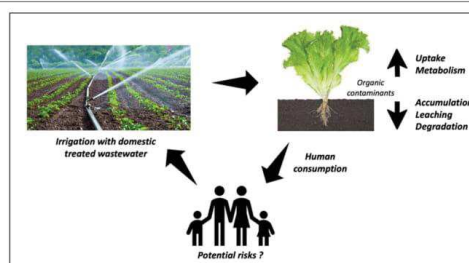 Uptake
Metabolism
Organic
contaminants
Accumulation
Leaching
Degradation
Irrigation with domestic
treated wastewater
Human
consumption
Potential risks ?